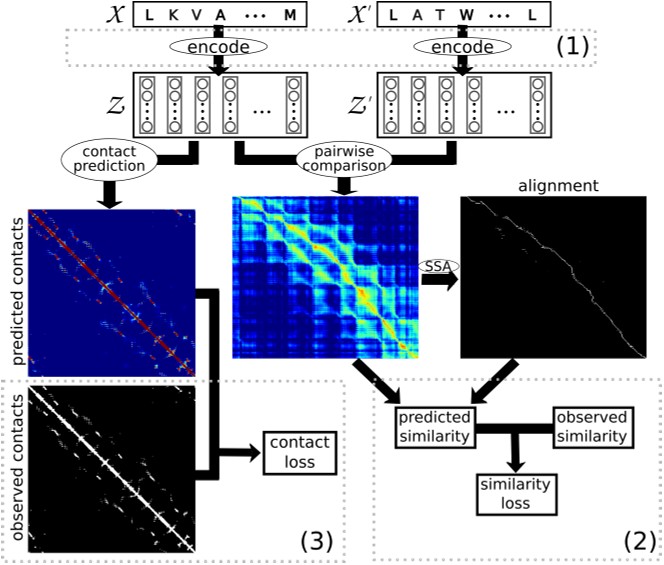 X L K V A ... M
X' L A T W ... L
encode encode (1)
Z ... Z' ...
contact
prediction
pairwise
comparison
alignment
predicted contacts
SSA
observed contacts
predicted
similarity
observed
similarity
contact
loss
similarity
loss
(3)
(2)